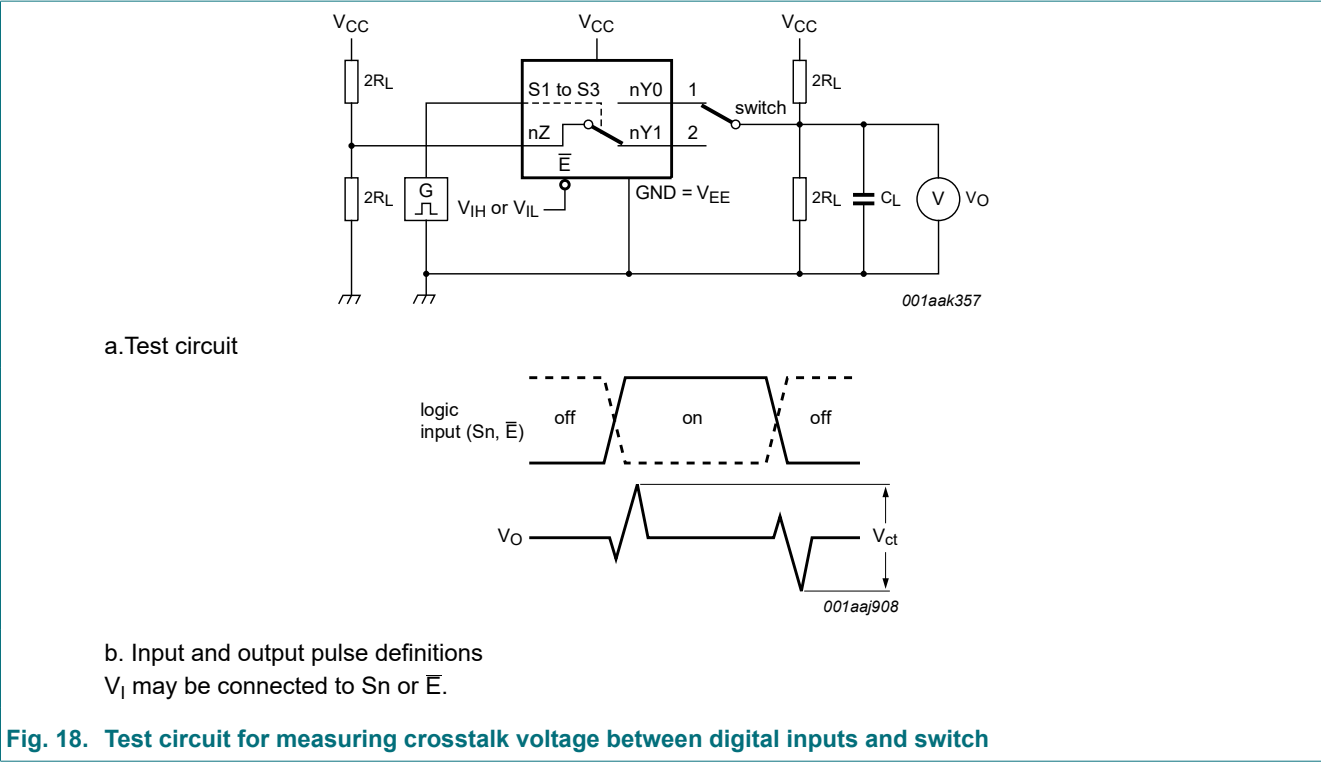 VCC VCC VCC
2RL S1 to S3 nY0 1 switch 2RL
nZ nY1 2
E̅
2RL G VIH or VIL GND = VEE 2RL CL V VO
001aak357
a.Test circuit
logic
input (Sn, E̅)
off on off
VO Vct
001aaj908
b. Input and output pulse definitions
VI may be connected to Sn or E̅.
Fig. 18. Test circuit for measuring crosstalk voltage between digital inputs and switch